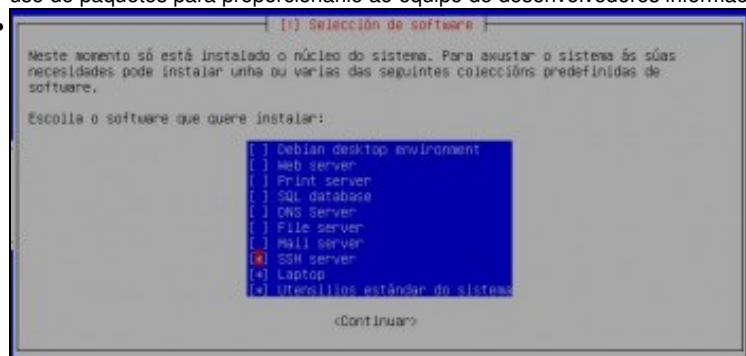 uso de paquetes para proporcionarlle ao equipo de desenvolvedores informac
[!] Selección de software
Neste momento só está instalado o núcleo do sistema. Para axustar o sistema ás súas
necesidades pode instalar unha ou varias das seguintes coleccións predefinidas de
software.
Escolla o software que quere instalar:
[ ] Debian desktop environment
[ ] Web server
[ ] Print server
[ ] SQL database
[ ] DNS Server
[ ] File server
[ ] Mail server
[*] SSH server
[*] Laptop
[*] Utensilios estándar do sistema
<Continuar>